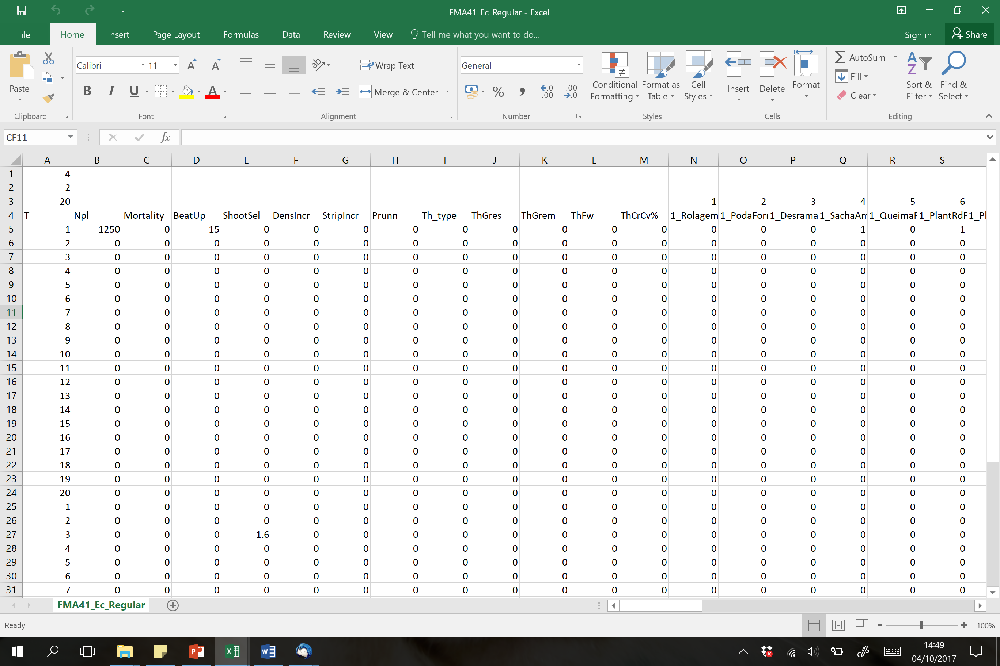 FMA41_Ec_Regular - Excel
File Home Insert Page Layout Formulas Data Review View Tell me what you want to do... Sign in Share
Paste
Clipboard
Calibri 11
B I U
Font
Wrap Text
Merge & Center
Alignment
General
% , .0 .00 .00 .0
Number
Conditional Formatting
Format as Table
Cell Styles
Styles
Insert Delete Format
Cells
AutoSum
Fill
Clear
Sort & Filter
Find & Select
Editing
CF11 fx
A B C D E F G H I J K L M N O P Q R S
1 4
2 2
3 20 1 2 3 4 5 6
4 T Npl Mortality BeatUp ShootSel DensIncr StripIncr Prunn Th_type ThGres ThGrem ThFw ThCrCv% 1_Rolagem 1_PodaForr 1_Desrama 1_SachaAm 1_QueimaF 1_PlantRdF 1_Pl
5 1 1250 0 15 0 0 0 0 0 0 0 0 0 0 0 0 1 0 1
6 2 0 0 0 0 0 0 0 0 0 0 0 0 0 0 0 0 0 0
7 3 0 0 0 0 0 0 0 0 0 0 0 0 0 0 0 0 0 0
8 4 0 0 0 0 0 0 0 0 0 0 0 0 0 0 0 0 0 0
9 5 0 0 0 0 0 0 0 0 0 0 0 0 0 0 0 0 0 0
10 6 0 0 0 0 0 0 0 0 0 0 0 0 0 0 0 0 0 0
11 7 0 0 0 0 0 0 0 0 0 0 0 0 0 0 0 0 0 0
12 8 0 0 0 0 0 0 0 0 0 0 0 0 0 0 0 0 0 0
13 9 0 0 0 0 0 0 0 0 0 0 0 0 0 0 0 0 0 0
14 10 0 0 0 0 0 0 0 0 0 0 0 0 0 0 0 0 0 0
15 11 0 0 0 0 0 0 0 0 0 0 0 0 0 0 0 0 0 0
16 12 0 0 0 0 0 0 0 0 0 0 0 0 0 0 0 0 0 0
17 13 0 0 0 0 0 0 0 0 0 0 0 0 0 0 0 0 0 0
18 14 0 0 0 0 0 0 0 0 0 0 0 0 0 0 0 0 0 0
19 15 0 0 0 0 0 0 0 0 0 0 0 0 0 0 0 0 0 0
20 16 0 0 0 0 0 0 0 0 0 0 0 0 0 0 0 0 0 0
21 17 0 0 0 0 0 0 0 0 0 0 0 0 0 0 0 0 0 0
22 18 0 0 0 0 0 0 0 0 0 0 0 0 0 0 0 0 0 0
23 19 0 0 0 0 0 0 0 0 0 0 0 0 0 0 0 0 0 0
24 20 0 0 0 0 0 0 0 0 0 0 0 0 0 0 0 0 0 0
25 1 0 0 0 0 0 0 0 0 0 0 0 0 0 0 0 0 0 0
26 2 0 0 0 0 0 0 0 0 0 0 0 0 0 0 0 0 0 0
27 3 0 0 0 1.6 0 0 0 0 0 0 0 0 0 0 0 0 0 0
28 4 0 0 0 0 0 0 0 0 0 0 0 0 0 0 0 0 0 0
29 5 0 0 0 0 0 0 0 0 0 0 0 0 0 0 0 0 0 0
30 6 0 0 0 0 0 0 0 0 0 0 0 0 0 0 0 0 0 0
31 7 0 0 0 0 0 0 0 0 0 0 0 0 0 0 0 0 0 0
FMA41_Ec_Regular
Ready 100%
14:49
04/10/2017